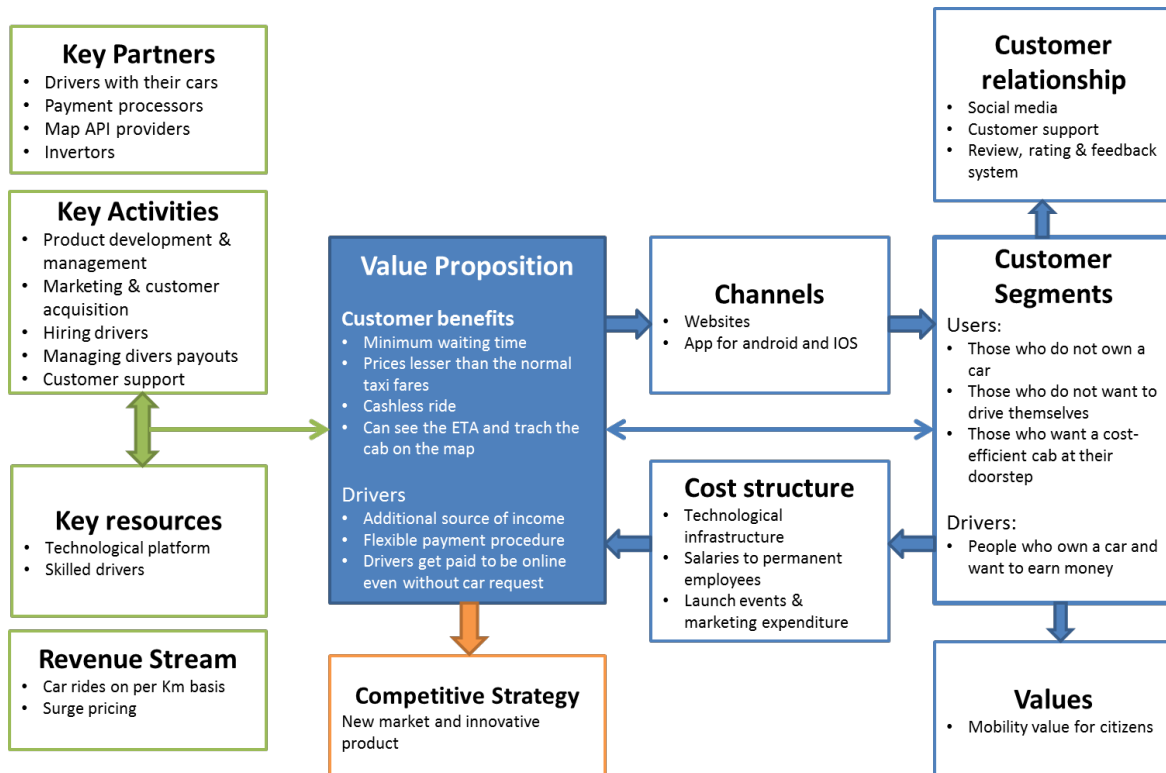 Key Partners
• Drivers with their cars
• Payment processors
• Map API providers
• Invertors
Key Activities
• Product development &
management
• Marketing & customer
acquisition
• Hiring drivers
• Managing divers payouts
• Customer support
Key resources
• Technological platform
• Skilled drivers
Revenue Stream
• Car rides on per Km basis
• Surge pricing
Value Proposition
Customer benefits
• Minimum waiting time
• Prices lesser than the normal
taxi fares
• Cashless ride
• Can see the ETA and trach the
cab on the map
Drivers
• Additional source of income
• Flexible payment procedure
• Drivers get paid to be online
even without car request
Competitive Strategy
New market and innovative
product
Channels
• Websites
• App for android and IOS
Cost structure
• Technological
infrastructure
• Salaries to permanent
employees
• Launch events &
marketing expenditure
Customer
relationship
• Social media
• Customer support
• Review, rating & feedback
system
Customer
Segments
Users:
• Those who do not own a
car
• Those who do not want to
drive themselves
• Those who want a cost-
efficient cab at their
doorstep
Drivers:
• People who own a car and
want to earn money
Values
• Mobility value for citizens